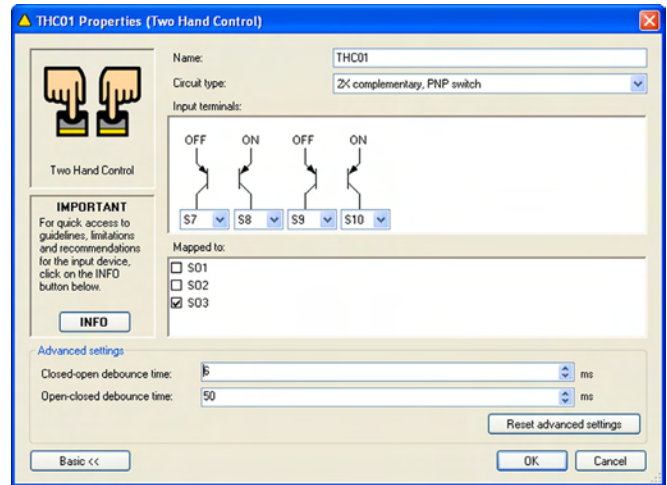 THC01 Properties (Two Hand Control)
Name: THC01
Circuit type: 2X complementary, PNP switch
Input terminals:
OFF ON OFF ON
S7 S8 S9 S10
Two Hand Control
IMPORTANT
For quick access to
guidelines, limitations
and recommendations
for the input device,
click on the INFO
button below.
INFO
Mapped to:
SO1
SO2
SO3
Advanced settings
Closed-open debounce time: 6 ms
Open-closed debounce time: 50 ms
Reset advanced settings
Basic << OK Cancel